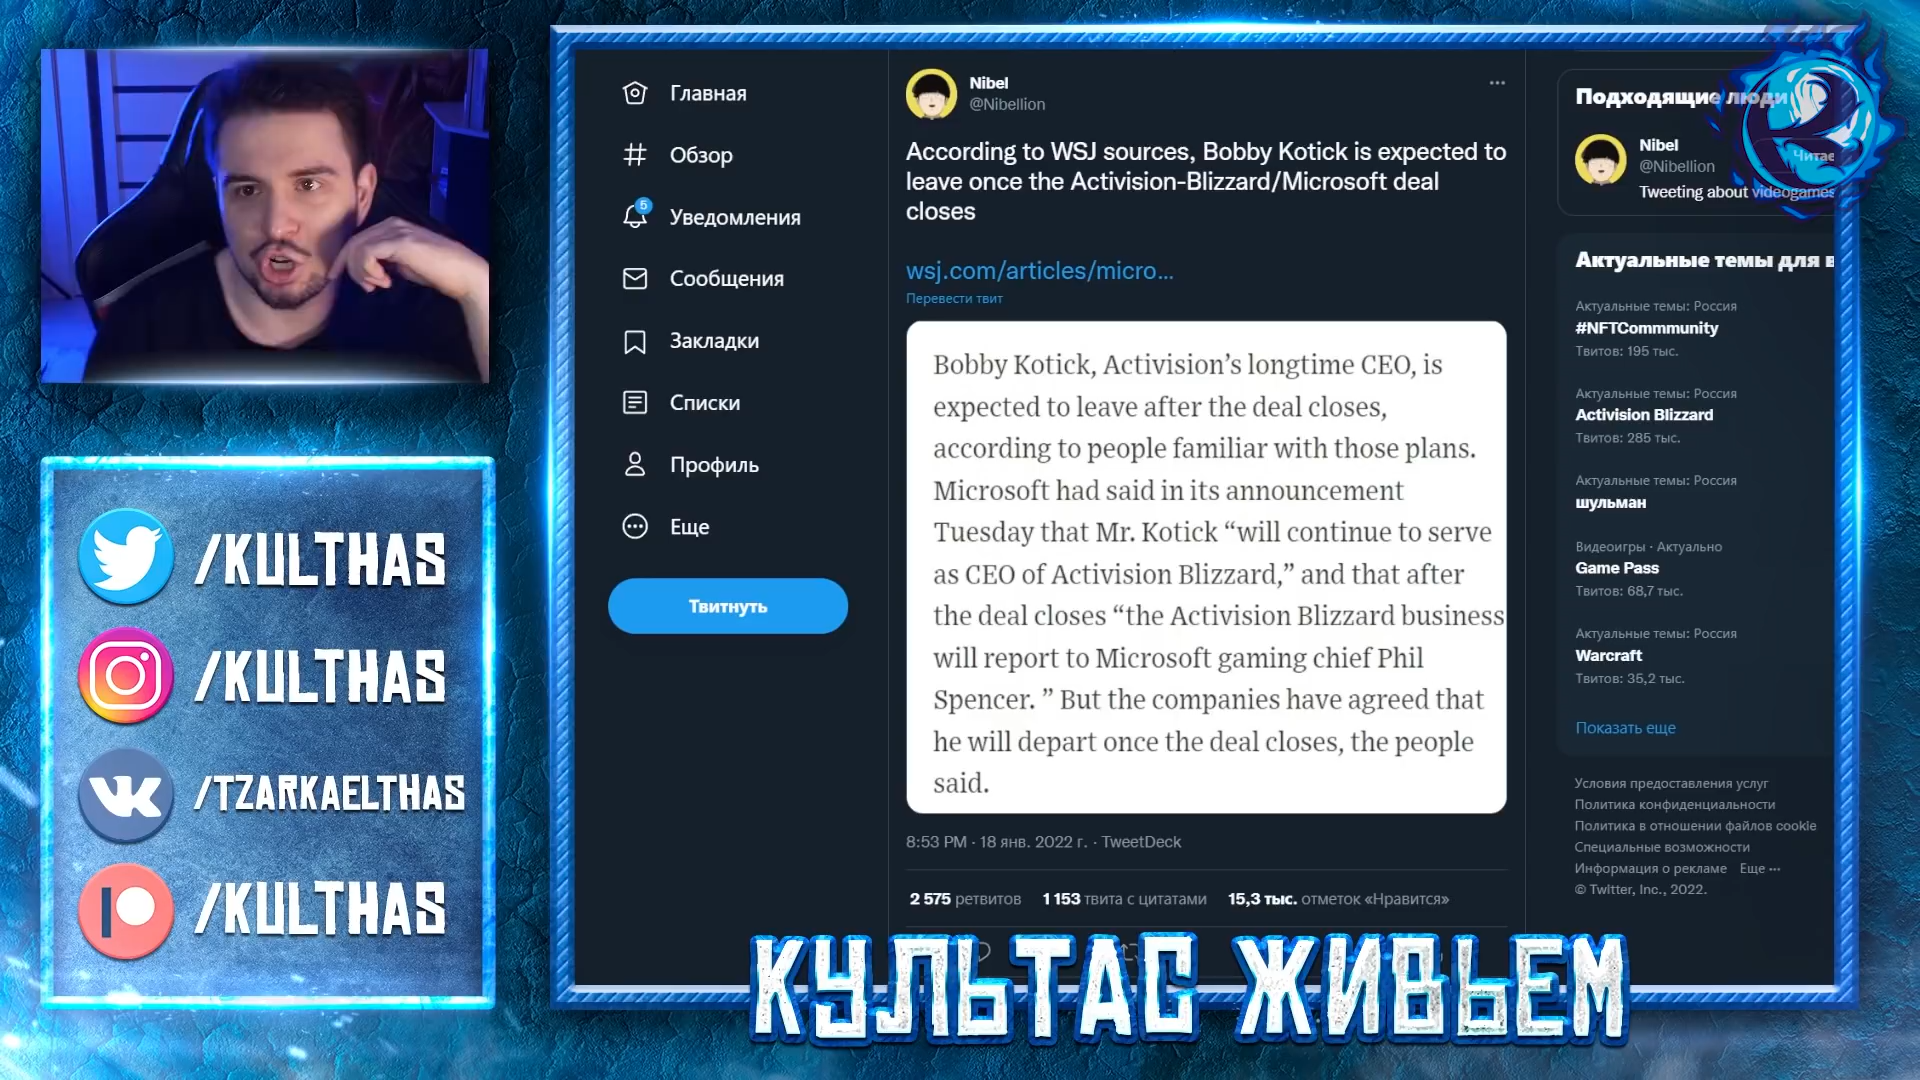 /KULTHAS
/KULTHAS
/TZARKAELTHAS
/KULTHAS
Главная
Обзор
5
Уведомления
Сообщения
Закладки
Списки
Профиль
Еще
Твитнуть
Nibel
@Nibellion
According to WSJ sources, Bobby Kotick is expected to
leave once the Activision-Blizzard/Microsoft deal
closes
wsj.com/articles/micro...
Перевести твит
Bobby Kotick, Activision’s longtime CEO, is
expected to leave after the deal closes,
according to people familiar with those plans.
Microsoft had said in its announcement
Tuesday that Mr. Kotick “will continue to serve
as CEO of Activision Blizzard,” and that after
the deal closes “the Activision Blizzard business
will report to Microsoft gaming chief Phil
Spencer. ” But the companies have agreed that
he will depart once the deal closes, the people
said.
8:53 PM · 18 янв. 2022 г. · TweetDeck
2 575 ретвитов 1 153 твита с цитатами 15,3 тыс. отметок «Нравится»
Подходящие люди
Nibel
@Nibellion
Читае
Tweeting about videogames
Актуальные темы для в
Актуальные темы: Россия
#NFTCommmunity
Твитов: 195 тыс.
Актуальные темы: Россия
Activision Blizzard
Твитов: 285 тыс.
Актуальные темы: Россия
шульман
Видеоигры · Актуально
Game Pass
Твитов: 68,7 тыс.
Актуальные темы: Россия
Warcraft
Твитов: 35,2 тыс.
Показать еще
Условия предоставления услуг
Политика конфиденциальности
Политика в отношении файлов cookie
Специальные возможности
Информация о рекламе Еще ···
© Twitter, Inc., 2022.
КУЛЬТАС ЖИВЬЕМ